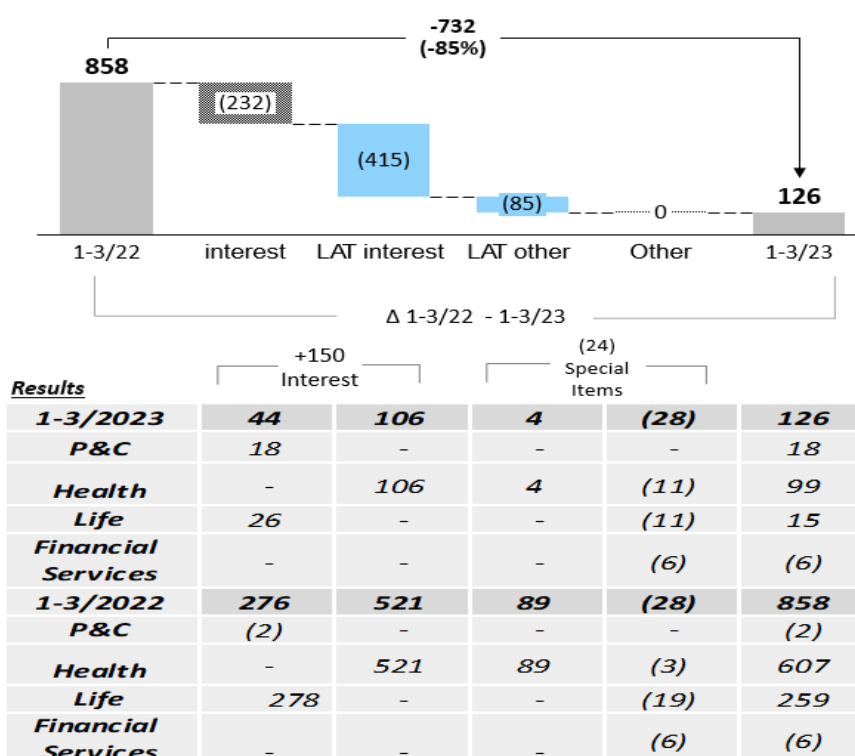 -732
(-85%)
858
(232)
(415)
(85)
0
126
1-3/22 interest LAT interest LAT other Other 1-3/23
Δ 1-3/22 - 1-3/23
+150
Interest
(24)
Special
Items
Results
1-3/2023 44 106 4 (28) 126
P&C 18 - - - 18
Health - 106 4 (11) 99
Life 26 - - (11) 15
Financial
Services - - - (6) (6)
1-3/2022 276 521 89 (28) 858
P&C (2) - - - (2)
Health - 521 89 (3) 607
Life 278 - - (19) 259
Financial
Services - - - (6) (6)